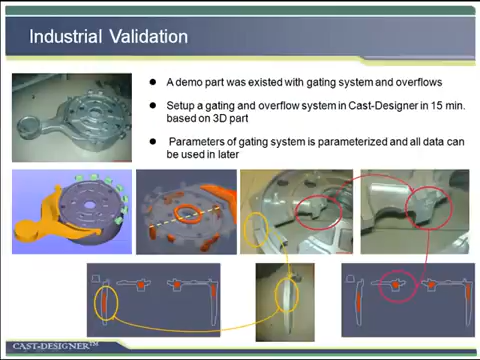 Industrial Validation
A demo part was existed with gating system and overflows
Setup a gating and overflow system in Cast-Designer in 15 min.
based on 3D part
Parameters of gating system is parameterized and all data can
be used in later
CAST-DESIGNER™